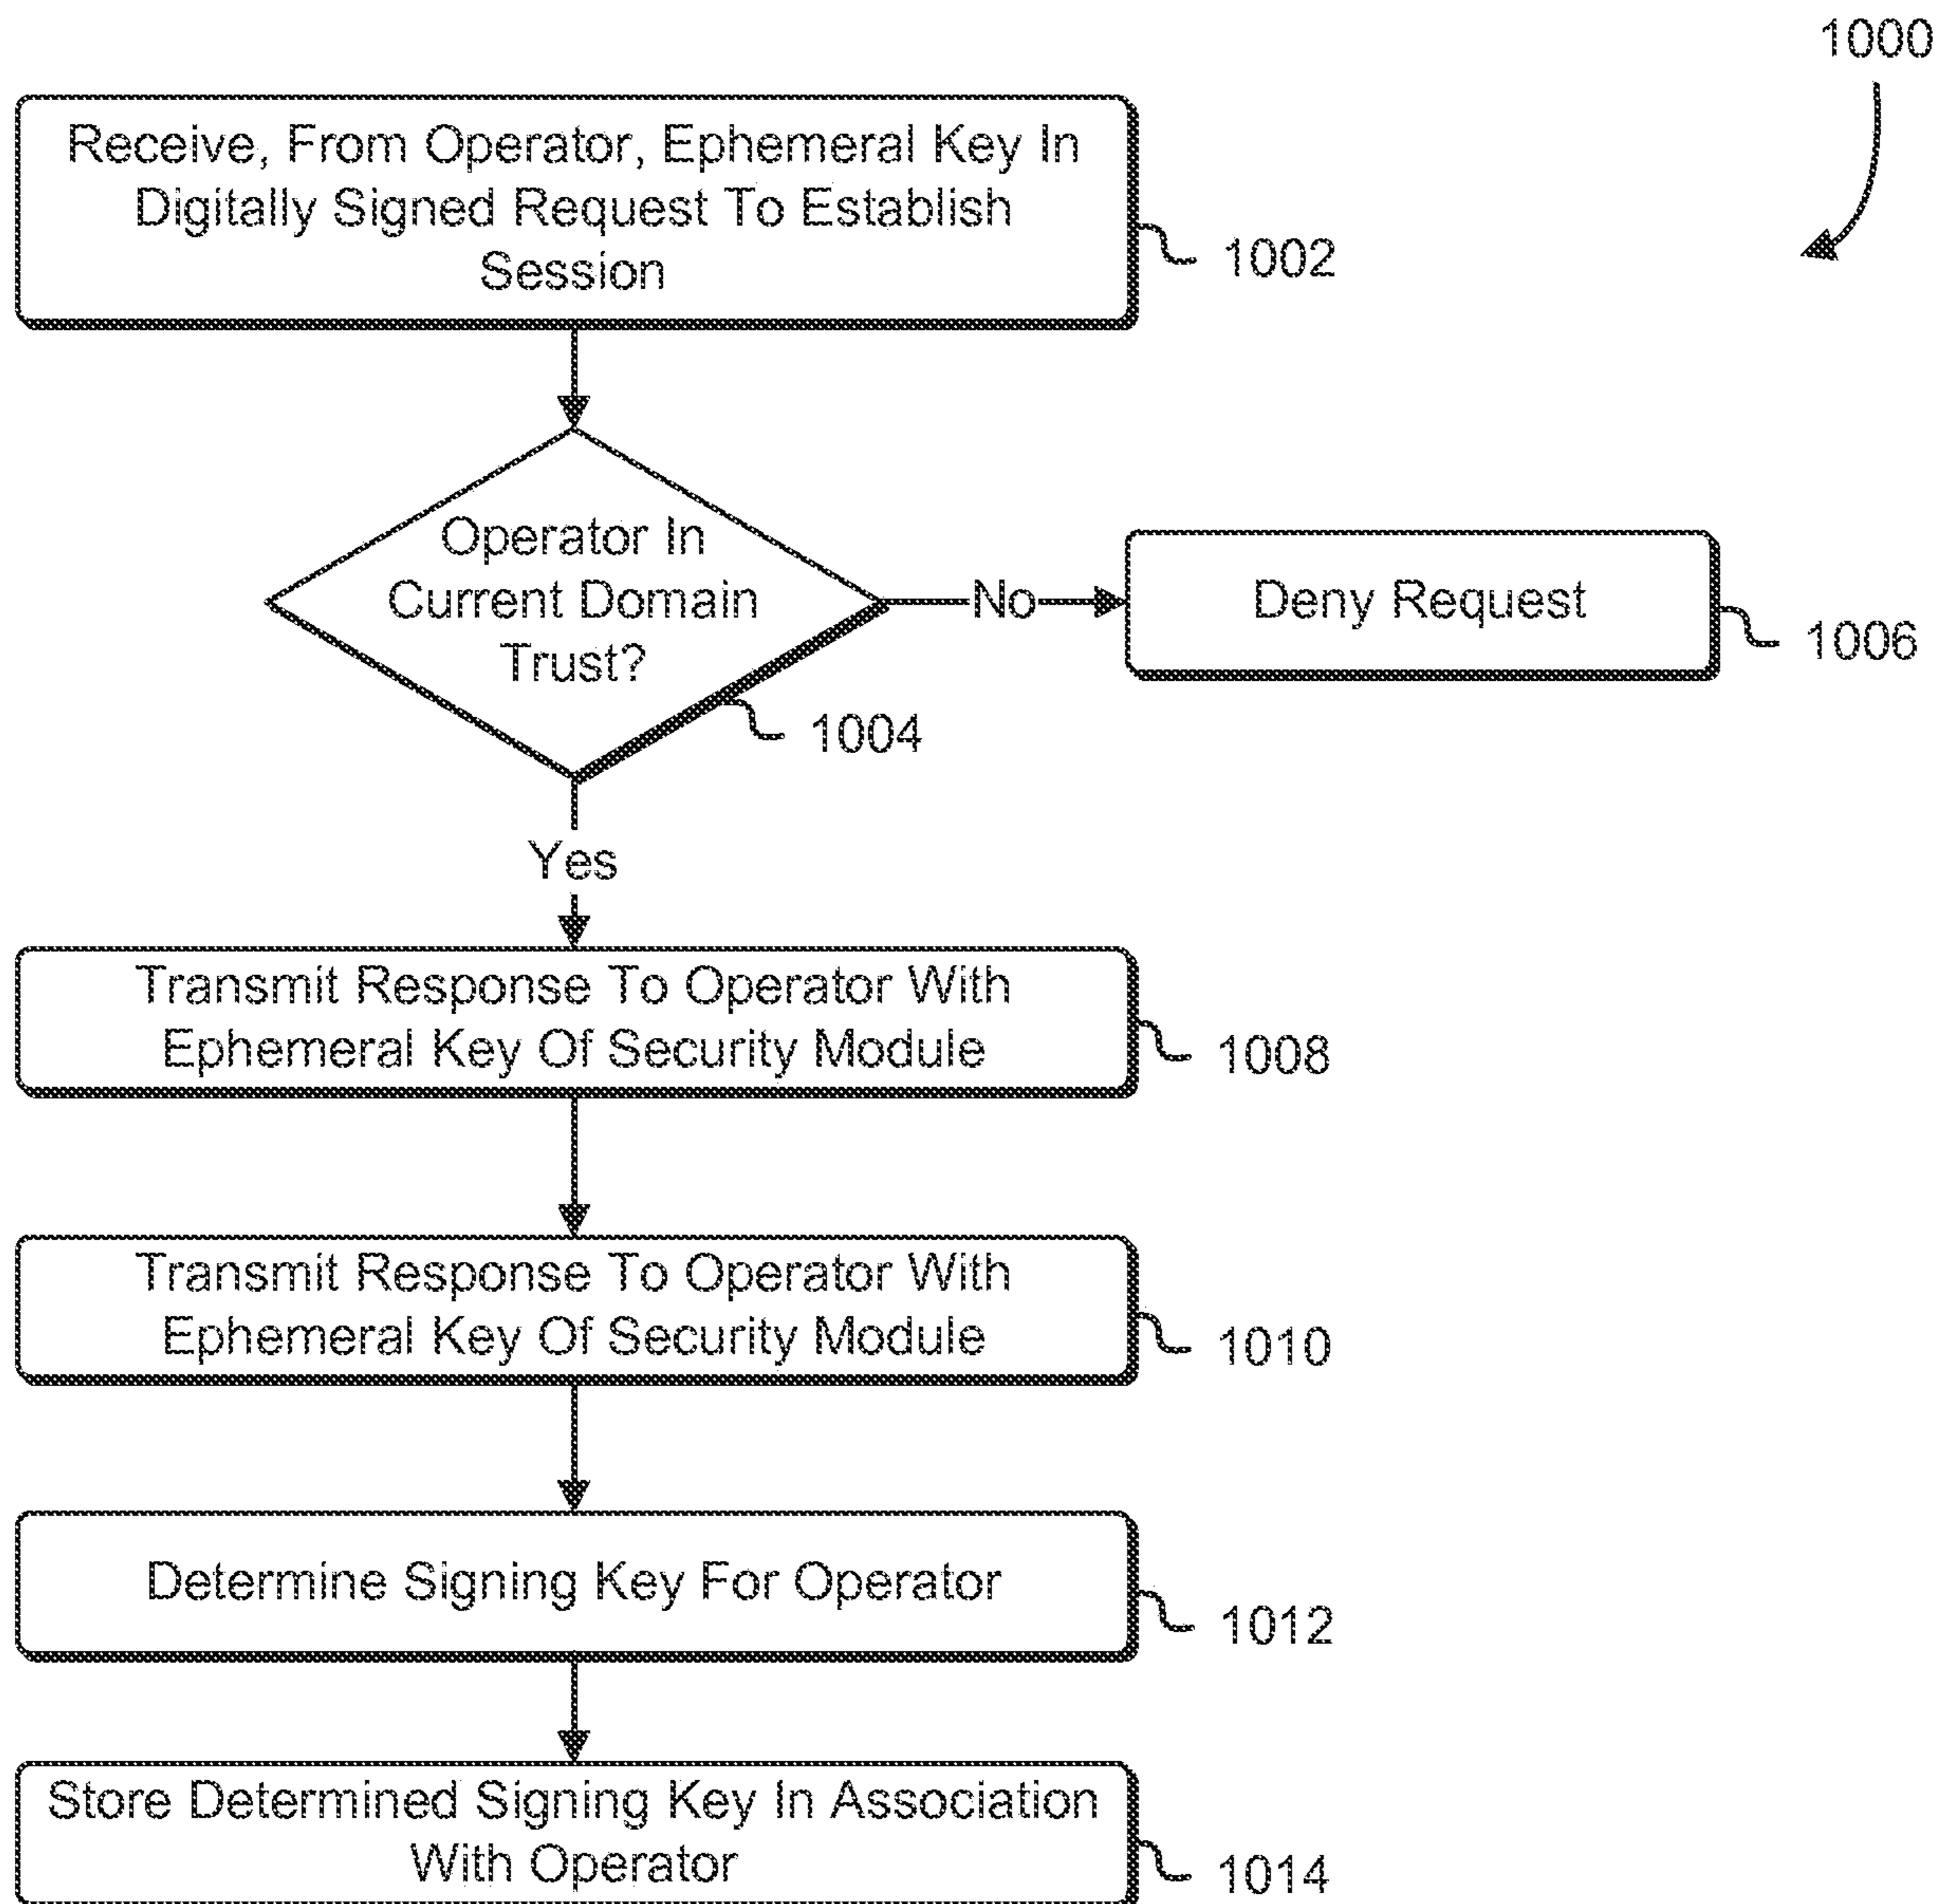 1000
Receive, From Operator, Ephemeral Key In
Digitally Signed Request To Establish
Session
1002
Operator In
Current Domain
Trust?
1004
No
Deny Request
1006
Yes
Transmit Response To Operator With
Ephemeral Key Of Security Module
1008
Transmit Response To Operator With
Ephemeral Key Of Security Module
1010
Determine Signing Key For Operator
1012
Store Determined Signing Key In Association
With Operator
1014